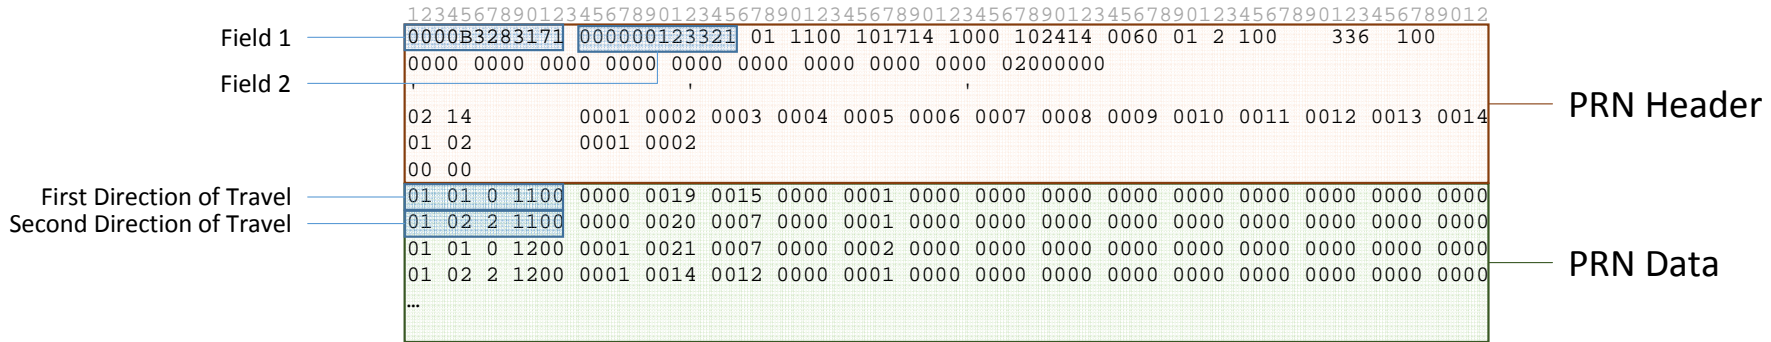 1234567890123456789012345678901234567890123456789012345678901234567890123456789012
Field 1
0000B3283171 000000123321 01 1100 101714 1000 102414 0060 01 2 100    336  100
0000 0000 0000 0000 0000 0000 0000 0000 0000 02000000
Field 2
'                    '                    '
PRN Header
02 14        0001 0002 0003 0004 0005 0006 0007 0008 0009 0010 0011 0012 0013 0014
01 02        0001 0002
00 00
First Direction of Travel
01 01 0 1100 0000 0019 0015 0000 0001 0000 0000 0000 0000 0000 0000 0000 0000 0000
Second Direction of Travel
01 02 2 1100 0000 0020 0007 0000 0001 0000 0000 0000 0000 0000 0000 0000 0000 0000
01 01 0 1200 0001 0021 0007 0000 0002 0000 0000 0000 0000 0000 0000 0000 0000 0000
PRN Data
01 02 2 1200 0001 0014 0012 0000 0001 0000 0000 0000 0000 0000 0000 0000 0000 0000
…